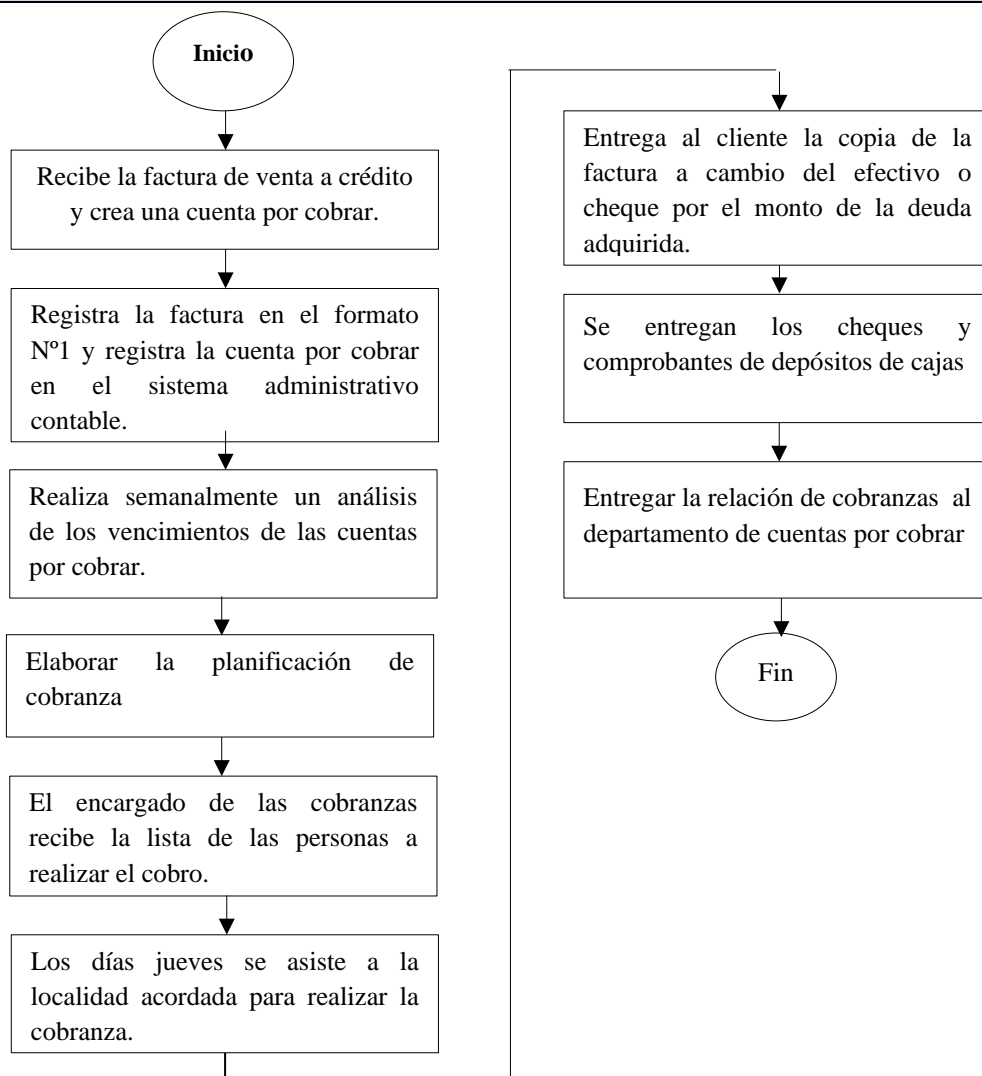 Inicio
Recibe la factura de venta a crédito
y crea una cuenta por cobrar.
Registra la factura en el formato
Nº1 y registra la cuenta por cobrar
en el sistema administrativo
contable.
Realiza semanalmente un análisis
de los vencimientos de las cuentas
por cobrar.
Elaborar la planificación de
cobranza
El encargado de las cobranzas
recibe la lista de las personas a
realizar el cobro.
Los días jueves se asiste a la
localidad acordada para realizar la
cobranza.
Entrega al cliente la copia de la
factura a cambio del efectivo o
cheque por el monto de la deuda
adquirida.
Se entregan los cheques y
comprobantes de depósitos de cajas
Entregar la relación de cobranzas al
departamento de cuentas por cobrar
Fin